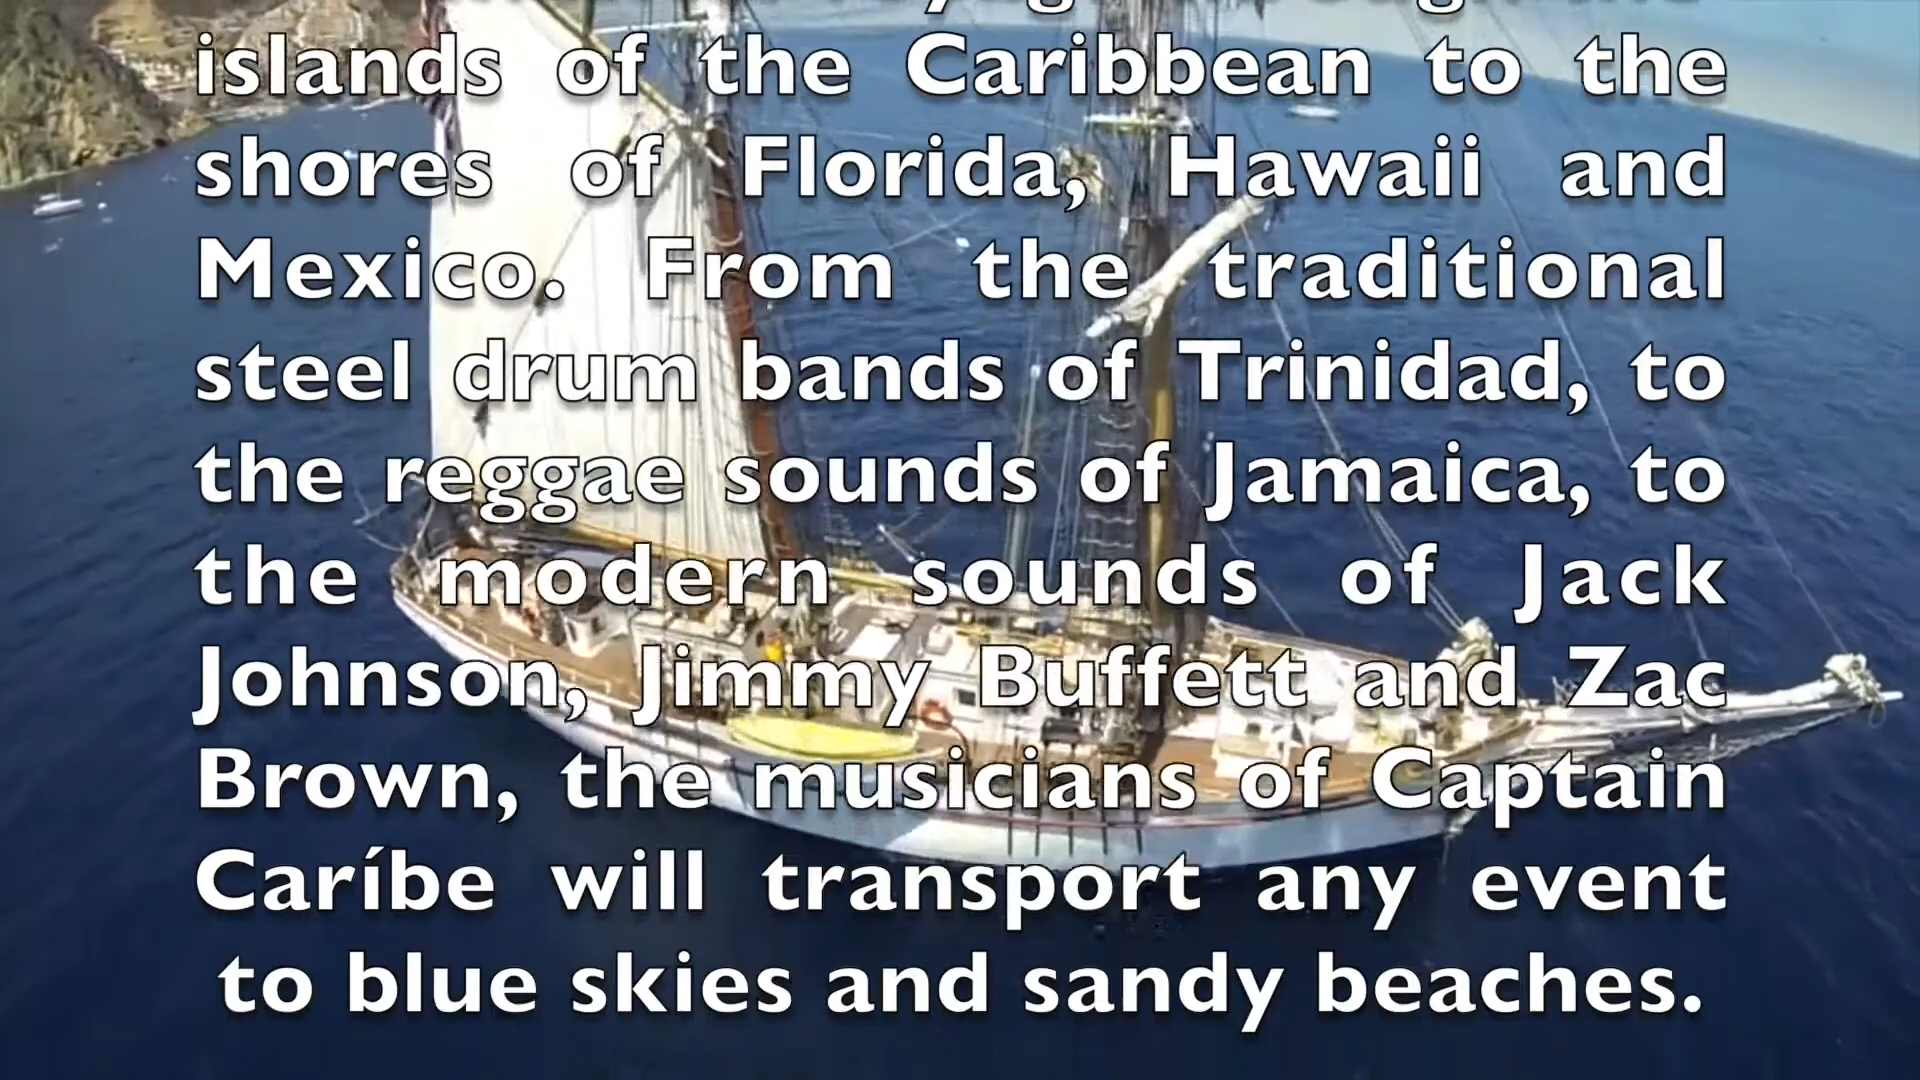 islands of the Caribbean to the
shores of Florida, Hawaii and
Mexico. From the traditional
steel drum bands of Trinidad, to
the reggae sounds of Jamaica, to
the modern sounds of Jack
Johnson, Jimmy Buffett and Zac
Brown, the musicians of Captain
Caríbe will transport any event
to blue skies and sandy beaches.